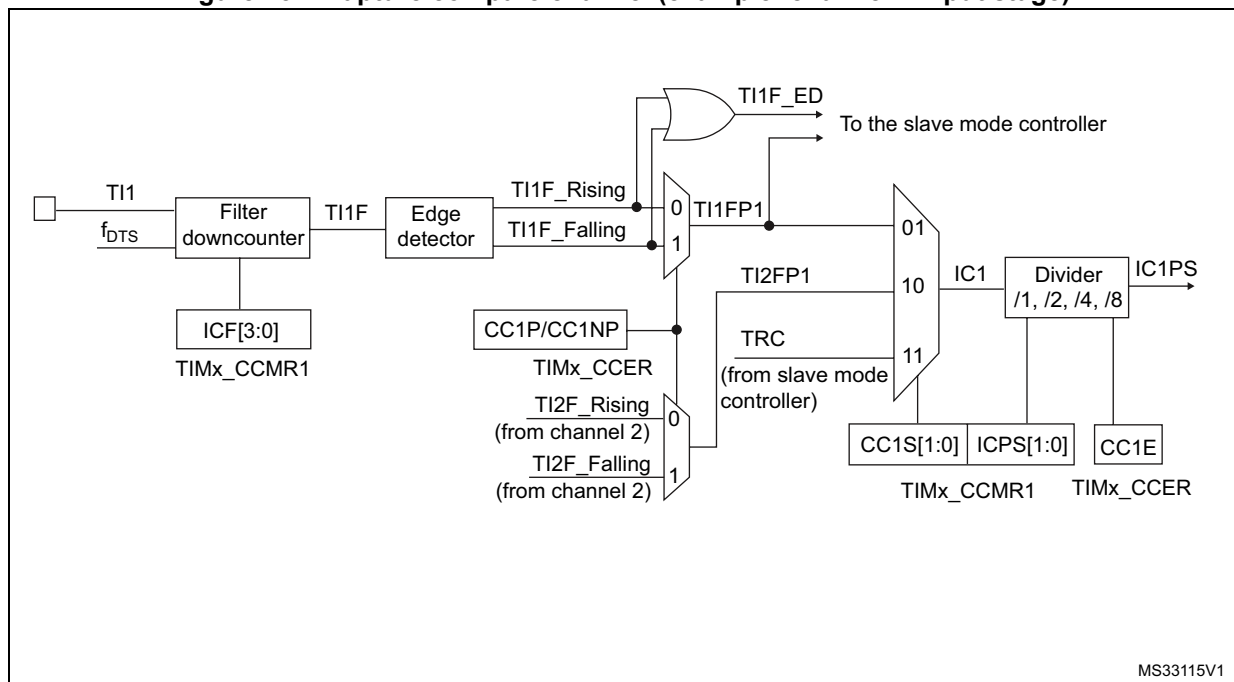 TI1F_ED
To the slave mode controller
TI1
f_DTS
Filter
downcounter
TI1F
Edge
detector
TI1F_Rising
TI1F_Falling
0
1
TI1FP1
01
TI2FP1
10
IC1
Divider
/1, /2, /4, /8
IC1PS
ICF[3:0]
TIMx_CCMR1
CC1P/CC1NP
TIMx_CCER
TRC
11
(from slave mode
controller)
TI2F_Rising
(from channel 2)
0
TI2F_Falling
(from channel 2)
1
CC1S[1:0]
ICPS[1:0]
CC1E
TIMx_CCMR1
TIMx_CCER
MS33115V1